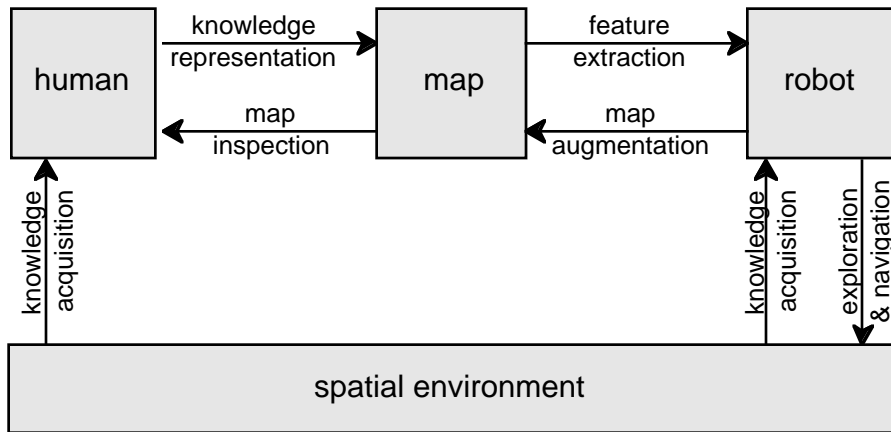 knowledge
representation
feature
extraction
human
map
robot
map
inspection
map
augmentation
knowledge
acquisition
knowledge
acquisition
exploration
& navigation
spatial environment